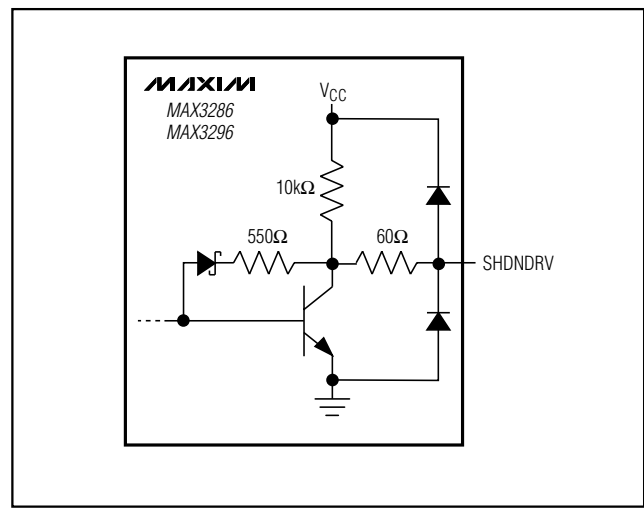 MAXIM
MAX3286
MAX3296
VCC
10kΩ
550Ω
60Ω
SHDNDRV